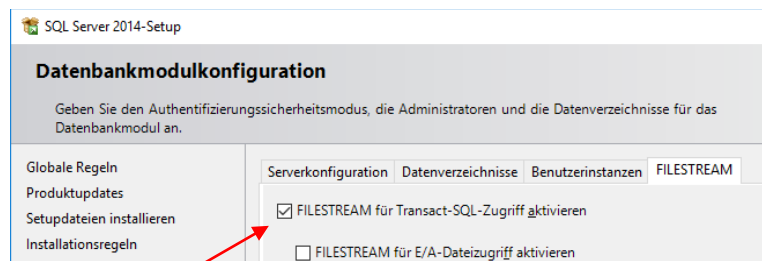 SQL Server 2014-Setup
Datenbankmodulkonfiguration
Geben Sie den Authentifizierungssicherheitsmodus, die Administratoren und die Datenverzeichnisse für das
Datenbankmodul an.
Globale Regeln
Produktupdates
Setupdateien installieren
Installationsregeln
Serverkonfiguration Datenverzeichnisse Benutzerinstanzen FILESTREAM
FILESTREAM für Transact-SQL-Zugriff aktivieren
FILESTREAM für E/A-Dateizugriff aktivieren